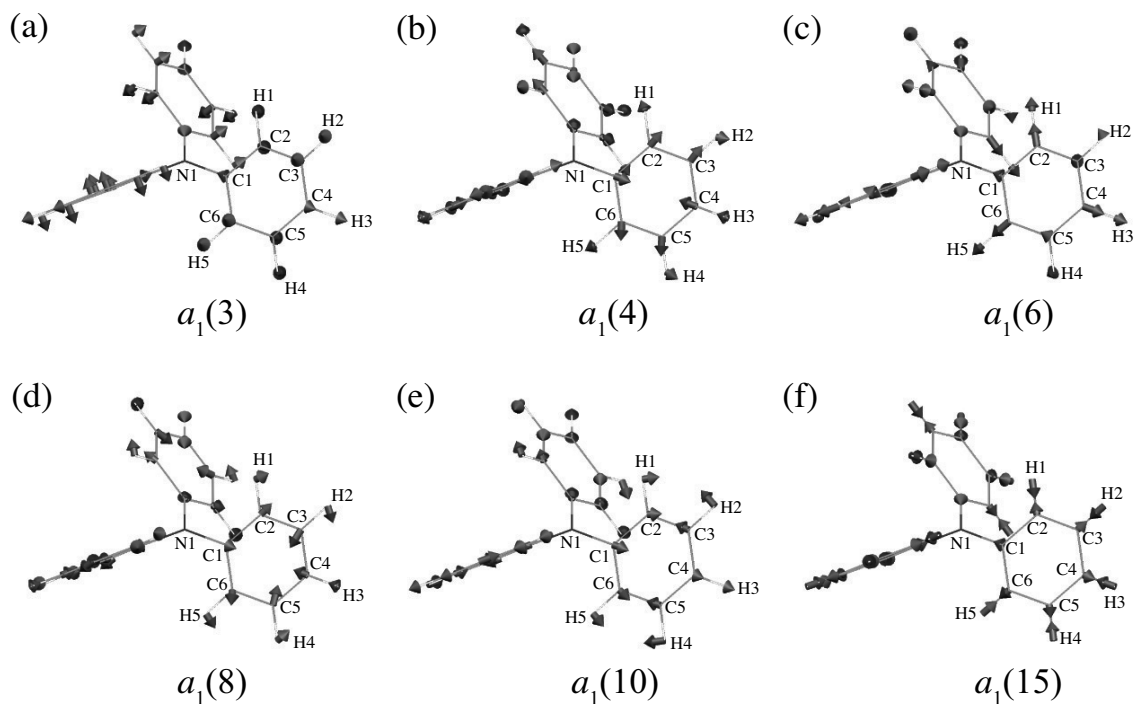 (a)
H1
H2
C2
C3
N1
C1
C4
C6
H3
C5
H5
H4
a1(3)
(b)
H1
H2
C2
C3
N1
C1
C4
C6
H3
H5
C5
H4
a1(4)
(c)
H1
H2
C2
C3
N1
C1
C4
C6
H3
C5
H5
H4
a1(6)
(d)
H1
H2
C2
C3
N1
C1
C4
C6
H3
C5
H5
H4
a1(8)
(e)
H1
H2
C2
C3
N1
C1
C4
C6
H3
C5
H5
H4
a1(10)
(f)
H1
H2
C2
C3
N1
C1
C4
C6
H3
C5
H5
H4
a1(15)